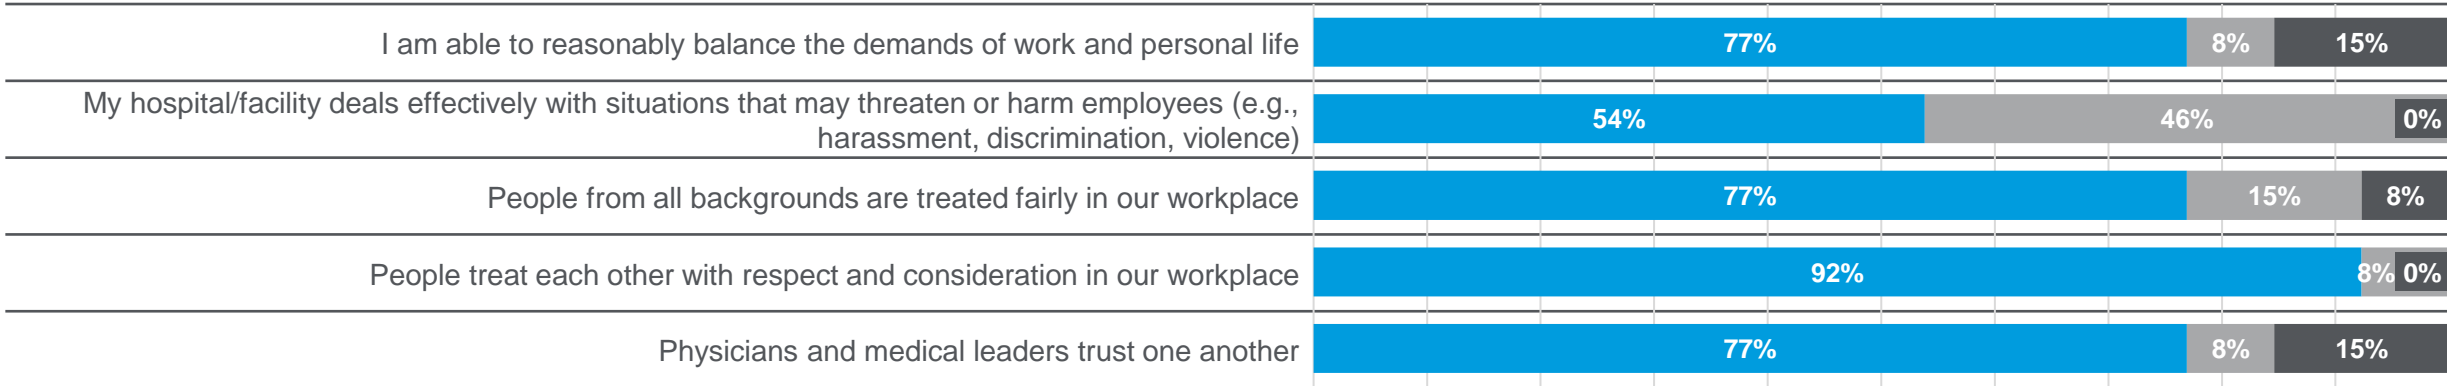 I am able to reasonably balance the demands of work and personal life
77% 8% 15%
My hospital/facility deals effectively with situations that may threaten or harm employees (e.g.,
harassment, discrimination, violence)
54% 46% 0%
People from all backgrounds are treated fairly in our workplace
77% 15% 8%
People treat each other with respect and consideration in our workplace
92% 8% 0%
Physicians and medical leaders trust one another
77% 8% 15%